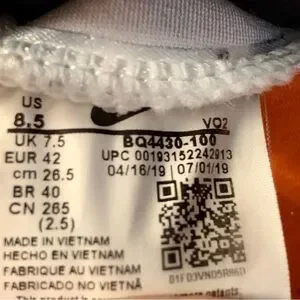 US
8.5 VO2
UK 7.5 BQ4430-100
EUR 42 UPC 00193152242913
cm 26.5 04/16/19 07/01/19
BR 40
CN 265
(2.5)
MADE IN VIETNAM
HECHO EN VIETNAM
FABRIQUE AU VIETNAM
FABRICADO NO VIETNÃ